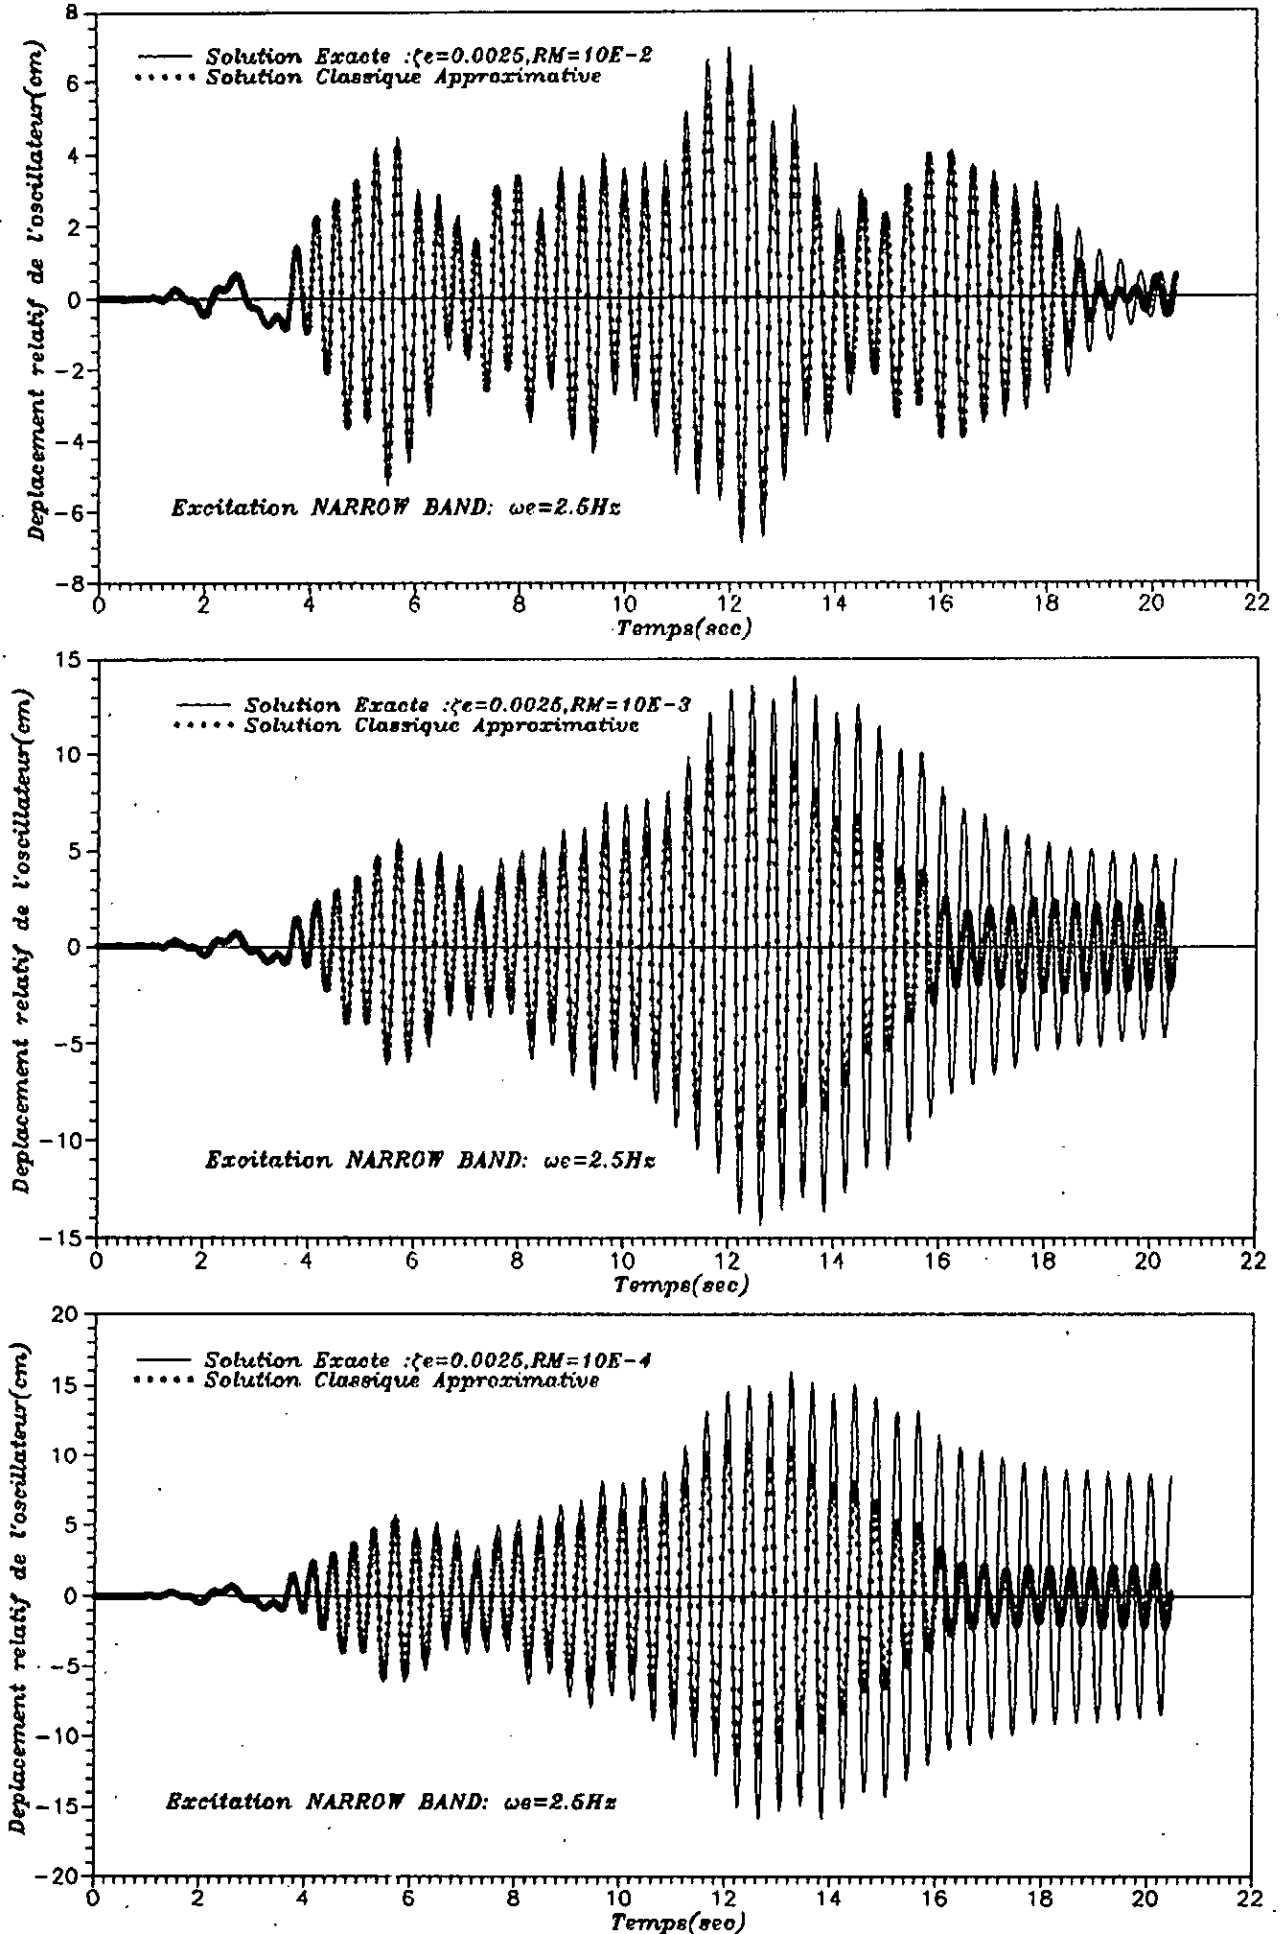 8
6
4
2
0
-2
-4
-6
-8
Deplacement relatif de l'oscillateur(cm)
Solution Exacte :ζe=0.0025,RM=10E-2
Solution Classique Approximative
Excitation NARROW BAND: ωe=2.5Hz
0 2 4 6 8 10 12 14 16 18 20 22
Temps(sec)
15
10
5
0
-5
-10
-15
Deplacement relatif de l'oscillateur(cm)
Solution Exacte :ζe=0.0025,RM=10E-3
Solution Classique Approximative
Excitation NARROW BAND: ωe=2.5Hz
0 2 4 6 8 10 12 14 16 18 20 22
Temps(sec)
20
15
10
5
0
-5
-10
-15
-20
Deplacement relatif de l'oscillateur(cm)
Solution Exacte :ζe=0.0025,RM=10E-4
Solution Classique Approximative
Excitation NARROW BAND: ωe=2.5Hz
0 2 4 6 8 10 12 14 16 18 20 22
Temps(sec)